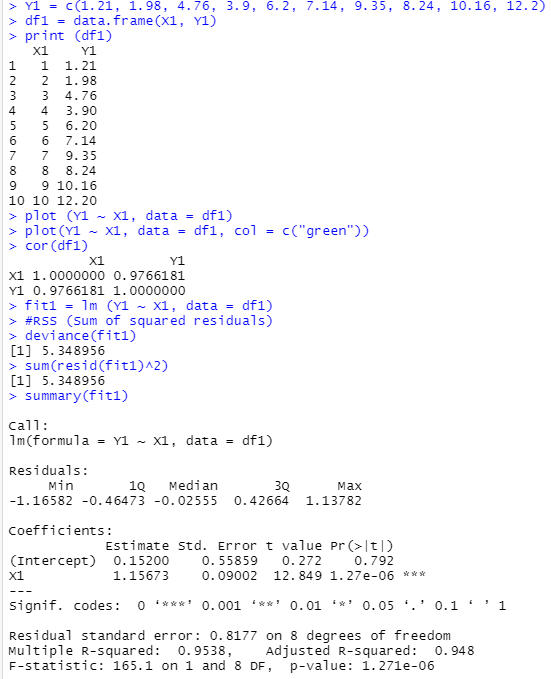 > Y1 = c(1.21, 1.98, 4.76, 3.9, 6.2, 7.14, 9.35, 8.24, 10.16, 12.2)
> df1 = data.frame(X1, Y1)
> print (df1)
   X1    Y1
1   1  1.21
2   2  1.98
3   3  4.76
4   4  3.90
5   5  6.20
6   6  7.14
7   7  9.35
8   8  8.24
9   9 10.16
10 10 12.20
> plot (Y1 ~ X1, data = df1)
> plot(Y1 ~ X1, data = df1, col = c("green"))
> cor(df1)
          X1        Y1
X1 1.0000000 0.9766181
Y1 0.9766181 1.0000000
> fit1 = lm (Y1 ~ X1, data = df1)
> #RSS (Sum of squared residuals)
> deviance(fit1)
[1] 5.348956
> sum(resid(fit1)^2)
[1] 5.348956
> summary(fit1)

Call:
lm(formula = Y1 ~ X1, data = df1)

Residuals:
     Min       1Q   Median       3Q      Max
-1.16582 -0.46473 -0.02555  0.42664  1.13782

Coefficients:
            Estimate Std. Error t value Pr(>|t|)
(Intercept)  0.15200    0.55859   0.272    0.792
X1           1.15673    0.09002  12.849 1.27e-06 ***
---
Signif. codes:  0 ‘***’ 0.001 ‘**’ 0.01 ‘*’ 0.05 ‘.’ 0.1 ‘ ’ 1

Residual standard error: 0.8177 on 8 degrees of freedom
Multiple R-squared:  0.9538,    Adjusted R-squared:  0.948
F-statistic: 165.1 on 1 and 8 DF,  p-value: 1.271e-06